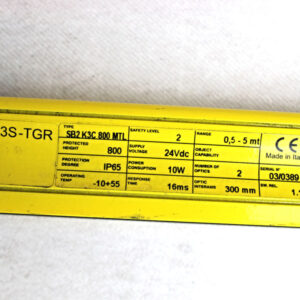 3S-TGR
TYPE SB2 K3C 800 MTL
SAFETY LEVEL 2
RANGE 0,5 - 5 mt
PROTECTED HEIGHT 800
SUPPLY VOLTAGE 24Vdc
OBJECT CAPABILITY
PROTECTION DEGREE IP65
POWER CONSUPTION 10W
NUMBER OF OPTICS 2
OPERATING TEMP -10+55
RESPONSE TIME 16ms
OPTIC INTERAXIS 300 mm
CE
Made in Ital
SERIAL N°
03/0389
SW. REL.
1.